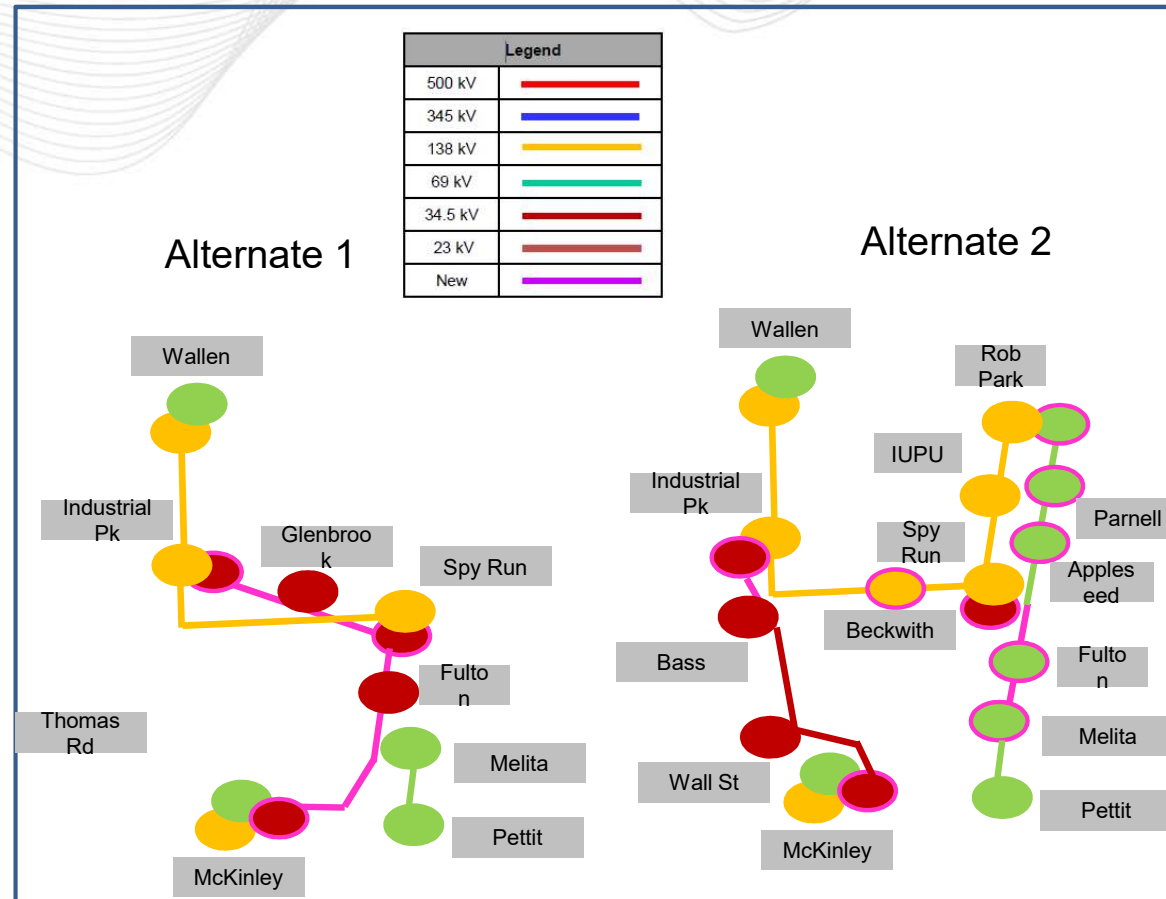 Legend
500 kV
345 kV
138 kV
69 kV
34.5 kV
23 kV
New
Alternate 1
Wallen
Industrial
Pk
Glenbroo
k
Spy Run
Fulto
n
Thomas
Rd
Melita
Pettit
McKinley
Alternate 2
Wallen
Rob
Park
IUPU
Industrial
Pk
Parnell
Spy
Run
Apples
eed
Beckwith
Bass
Fulto
n
Melita
Wall St
Pettit
McKinley